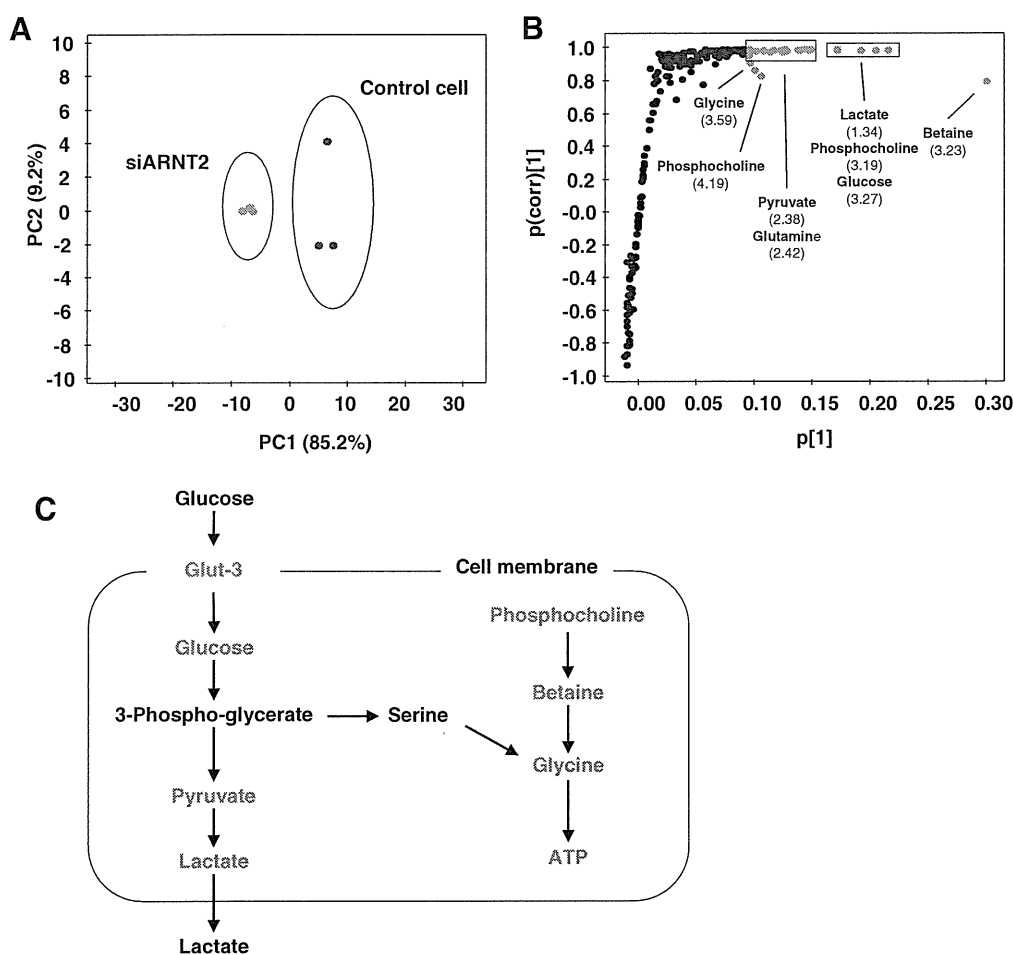 A
10
8
6
4
2
0
-2
-4
-6
-8
-10
PC2 (9.2%)
Control cell
siARNT2
-30
-20
-10
0
10
20
30
PC1 (85.2%)
B
1.0
0.8
0.6
0.4
0.2
-0.0
-0.2
-0.4
-0.6
-0.8
-1.0
p(corr)[1]
Glycine
(3.59)
Phosphocholine
(4.19)
Pyruvate
(2.38)
Glutamine
(2.42)
Lactate
(1.34)
Phosphocholine
(3.19)
Glucose
(3.27)
Betaine
(3.23)
0.00
0.05
0.10
0.15
0.20
0.25
0.30
p[1]
C
Glucose
Glut-3
Cell membrane
Phosphocholine
Glucose
Betaine
3-Phospho-glycerate
Serine
Glycine
Pyruvate
Lactate
ATP
Lactate